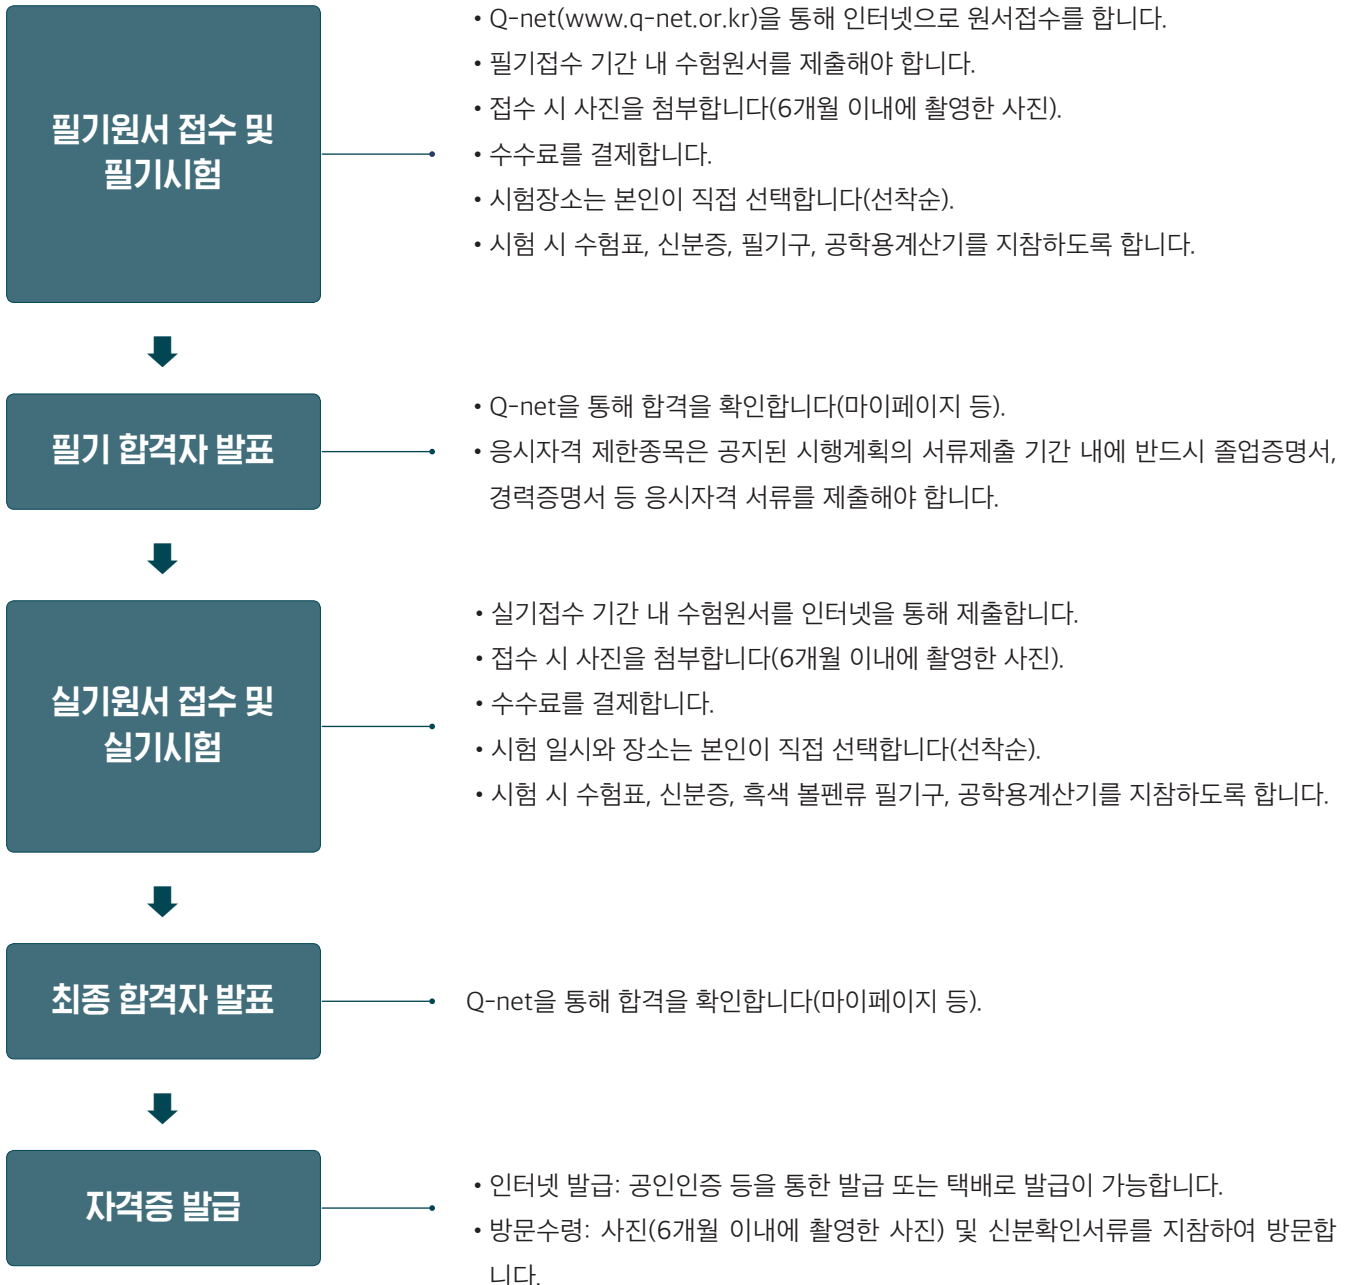 필기원서 접수 및
필기시험
• Q-net(www.q-net.or.kr)을 통해 인터넷으로 원서접수를 합니다.
• 필기접수 기간 내 수험원서를 제출해야 합니다.
• 접수 시 사진을 첨부합니다(6개월 이내에 촬영한 사진).
• 수수료를 결제합니다.
• 시험장소는 본인이 직접 선택합니다(선착순).
• 시험 시 수험표, 신분증, 필기구, 공학용계산기를 지참하도록 합니다.
필기 합격자 발표
• Q-net을 통해 합격을 확인합니다(마이페이지 등).
• 응시자격 제한종목은 공지된 시행계획의 서류제출 기간 내에 반드시 졸업증명서,
경력증명서 등 응시자격 서류를 제출해야 합니다.
실기원서 접수 및
실기시험
• 실기접수 기간 내 수험원서를 인터넷을 통해 제출합니다.
• 접수 시 사진을 첨부합니다(6개월 이내에 촬영한 사진).
• 수수료를 결제합니다.
• 시험 일시와 장소는 본인이 직접 선택합니다(선착순).
• 시험 시 수험표, 신분증, 흑색 볼펜류 필기구, 공학용계산기를 지참하도록 합니다.
최종 합격자 발표
Q-net을 통해 합격을 확인합니다(마이페이지 등).
자격증 발급
• 인터넷 발급: 공인인증 등을 통한 발급 또는 택배로 발급이 가능합니다.
• 방문수령: 사진(6개월 이내에 촬영한 사진) 및 신분확인서류를 지참하여 방문합
니다.